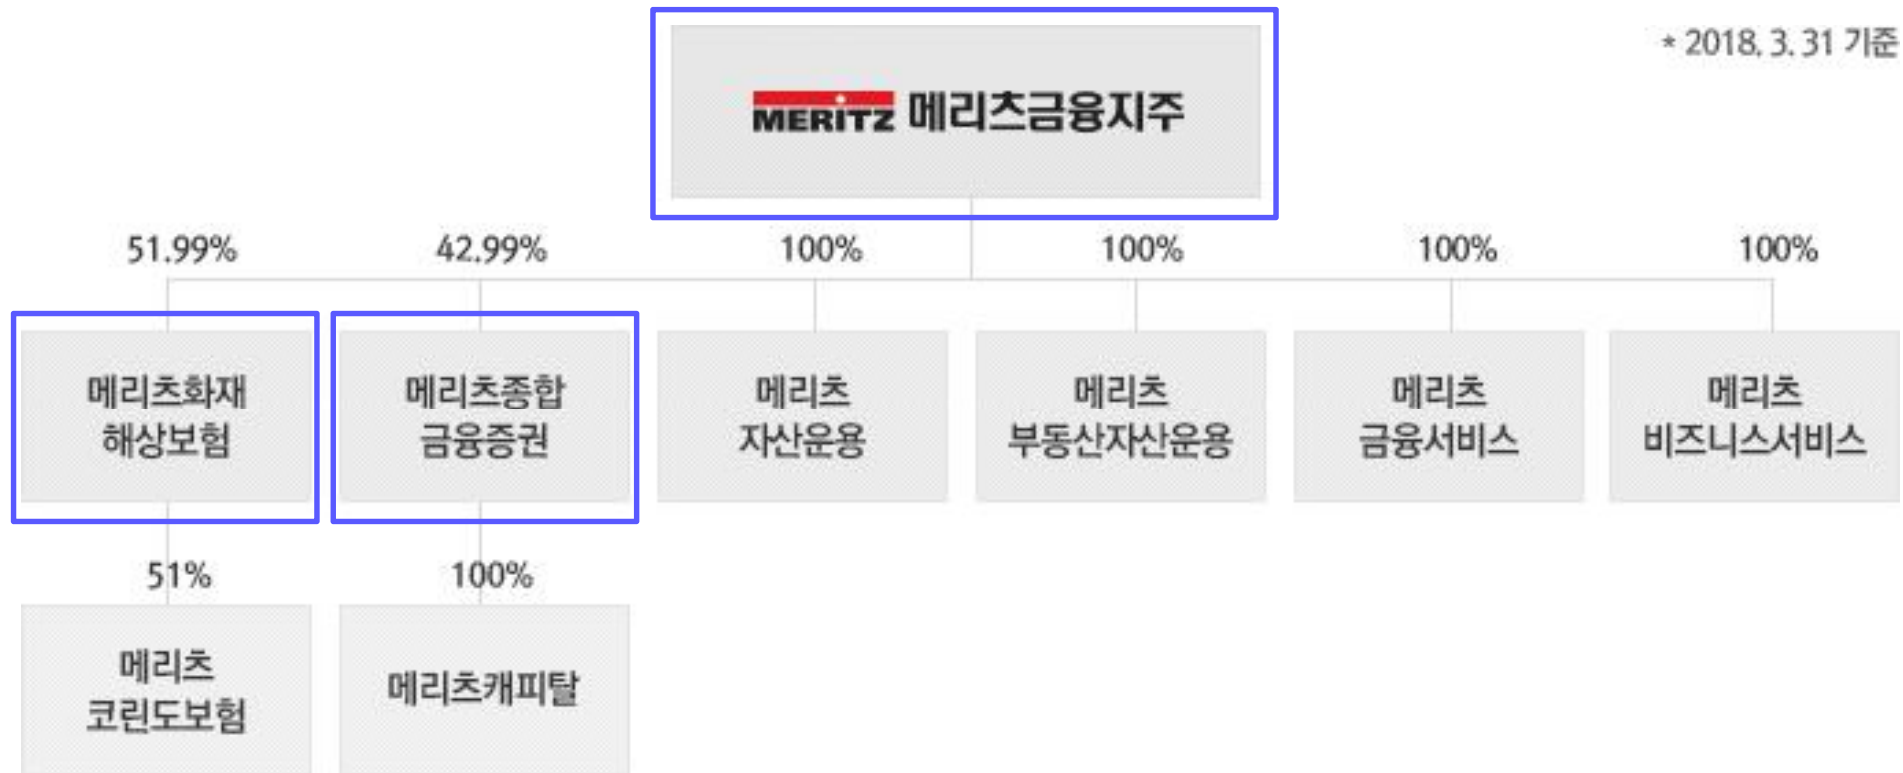 * 2018. 3. 31 기준
MERITZ 메리츠금융지주
51.99% 42.99% 100% 100% 100% 100%
메리츠화재
해상보험
메리츠종합
금융증권
메리츠
자산운용
메리츠
부동산자산운용
메리츠
금융서비스
메리츠
비즈니스서비스
51% 100%
메리츠
코린도보험
메리츠캐피탈